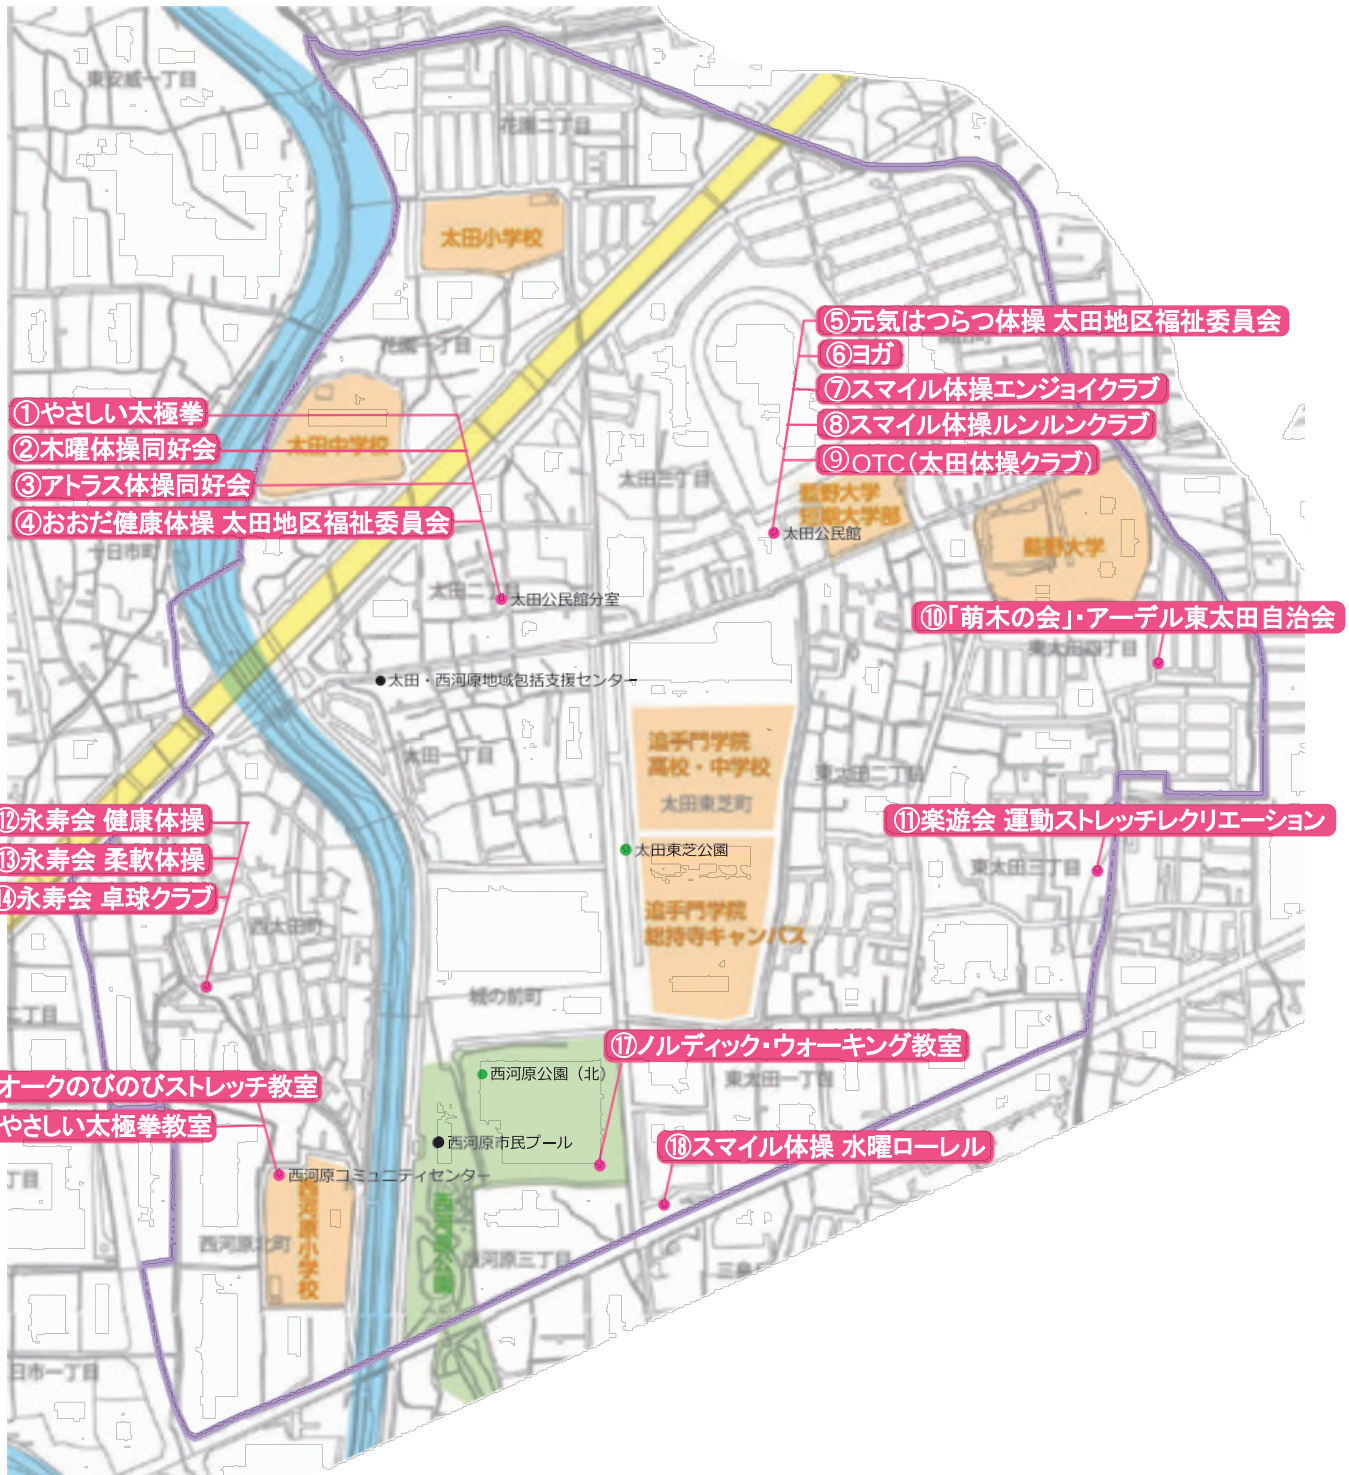 東安威一丁目
花園二丁目
太田小学校
花園一丁目
⑤元気はつらつ体操 太田地区福祉委員会
⑥ヨガ
⑦スマイル体操エンジョイクラブ
⑧スマイル体操ルンルンクラブ
⑨OTC(太田体操クラブ)
①やさしい太極拳
②木曜体操同好会
③アトラス体操同好会
④おおだ健康体操 太田地区福祉委員会
太田中学校
十日市町
太田三丁目
藍野大学
短期大学部
太田公民館
藍野大学
太田二丁目
太田公民館分室
⑩「萌木の会」・アーデル東太田自治会
東太田四丁目
太田・西河原地域包括支援センター
太田一丁目
追手門学院
高校・中学校
太田東芝町
東太田二丁目
⑫永寿会 健康体操
⑬永寿会 柔軟体操
⑭永寿会 卓球クラブ
⑪楽遊会 運動ストレッチレクリエーション
太田東芝公園
東太田三丁目
追手門学院
総持寺キャンパス
西太田町
城の前町
二丁目
⑰ノルディック・ウォーキング教室
西河原公園（北）
東太田一丁目
オークのびのびストレッチ教室
やさしい太極拳教室
西河原市民プール
⑱スマイル体操 水曜ローレル
西河原コミュニティセンター
丁目
西河原小学校
西河原公園
西河原北町
西河原三丁目
三島
日市一丁目